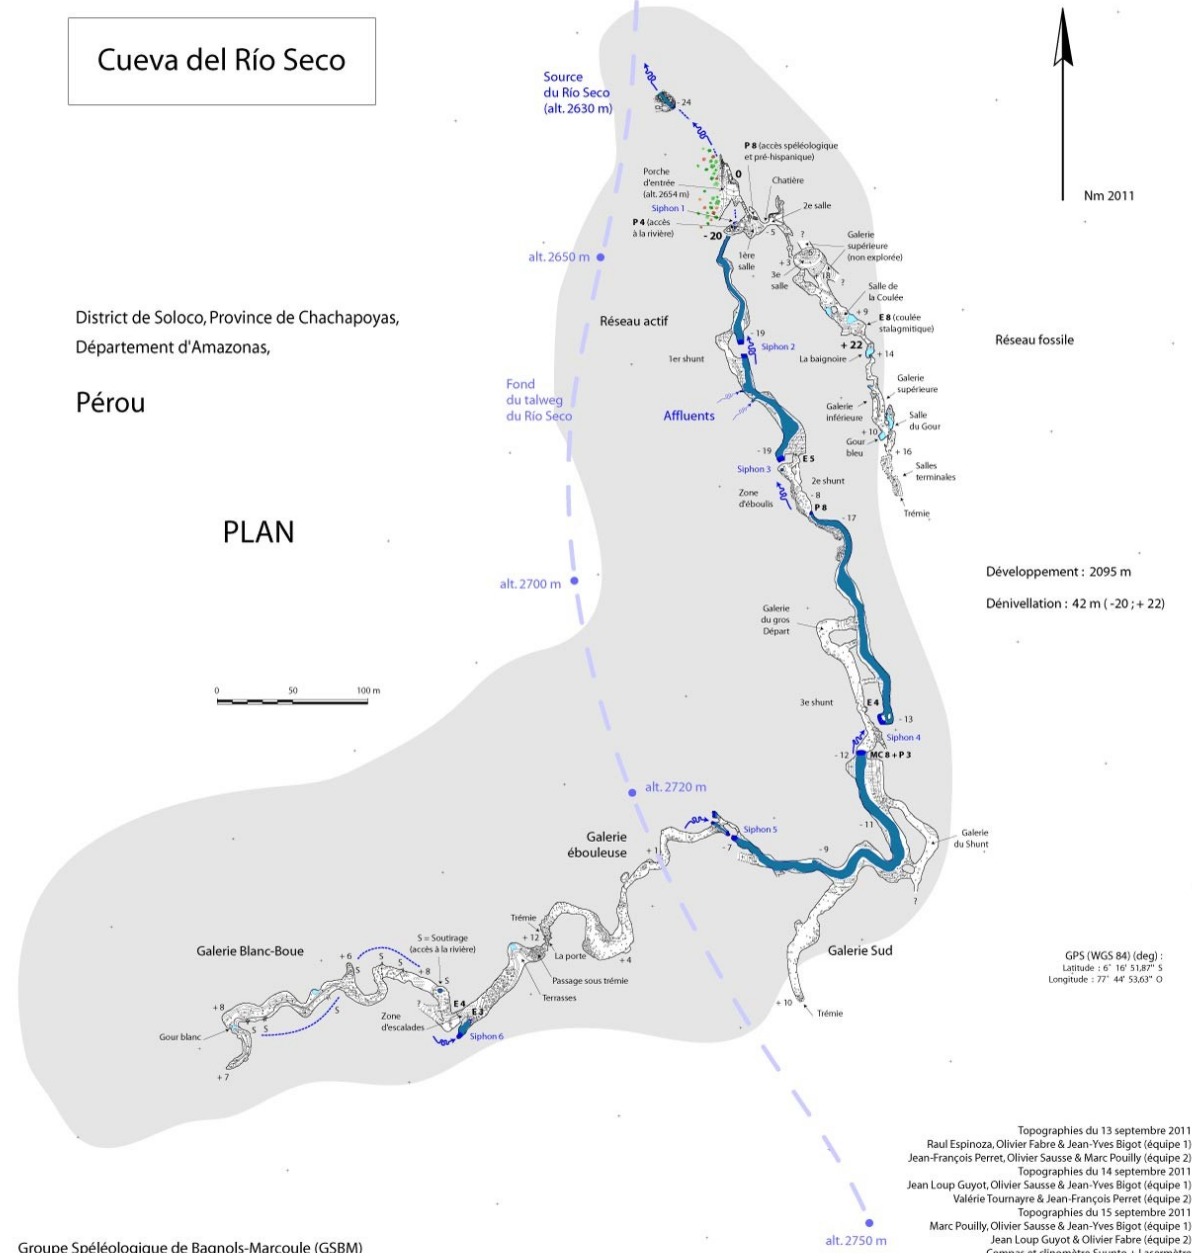 Cueva del Río Seco
Source
du Río Seco
(alt. 2630 m)
- 24
P 8 (accès spéléologique
et pré-hispanique)
Porche
d'entrée
(alt. 2654 m)
0
Chatière
Nm 2011
Siphon 1
2e salle
P 4 (accès
à la rivière)
- 20
- 5
?
Galerie
supérieure
(non explorée)
alt. 2650 m
1ère
salle
+ 3
6
3e
salle
+ 18
?
Salle de
la Coulée
+ 9
E 8 (coulée
stalagmitique)
District de Soloco, Province de Chachapoyas,
Département d'Amazonas,
Pérou
Réseau actif
- 19
Siphon 2
1er shunt
+ 22
La baignoire
+ 14
Réseau fossile
Fond
du talweg
du Río Seco
Affluents
Galerie
supérieure
Galerie
inférieure
Salle
du Gour
+ 10
Gour
bleu
+ 16
- 19
E 5
Siphon 3
2e shunt
Salles
terminales
Zone
d'éboulis
- 8
P 8
- 17
Trémie
PLAN
alt. 2700 m
Développement : 2095 m
Dénivellation : 42 m ( -20 ; + 22)
Galerie
du gros
Départ
0 50 100 m
3e shunt
E 4
- 13
Siphon 4
- 12
MC 8 + P 3
alt. 2720 m
- 11
Galerie
du Shunt
Siphon 5
Galerie
ébouleuse
+ 1
- 7
- 9
?
Trémie
+ 12
La porte
+ 4
Galerie Sud
S = Soutirage
(accès à la rivière)
Galerie Blanc-Boue
+ 6
S
S
S
+ 8
S
Passage sous trémie
Terrasses
+ 10
Trémie
GPS (WGS 84) (deg) :
Latitude : 6° 16' 51,87" S
Longitude : 77° 44' 53,63" O
+ 8
S
?
E 4
E 3
Zone
d'escalades
Siphon 6
Gour blanc
S
S
+ 7
Topographies du 13 septembre 2011
Raul Espinoza, Olivier Fabre & Jean-Yves Bigot (équipe 1)
Jean-François Perret, Olivier Sausse & Marc Pouilly (équipe 2)
Topographies du 14 septembre 2011
Jean Loup Guyot, Olivier Sausse & Jean-Yves Bigot (équipe 1)
Valérie Tournayre & Jean-François Perret (équipe 2)
Topographies du 15 septembre 2011
Marc Pouilly, Olivier Sausse & Jean-Yves Bigot (équipe 1)
Jean Loup Guyot & Olivier Fabre (équipe 2)
Compas et clinomètre Suunto + Lasermètre
alt. 2750 m
Groupe Spéléologique de Bagnols-Marcoule (GSBM)